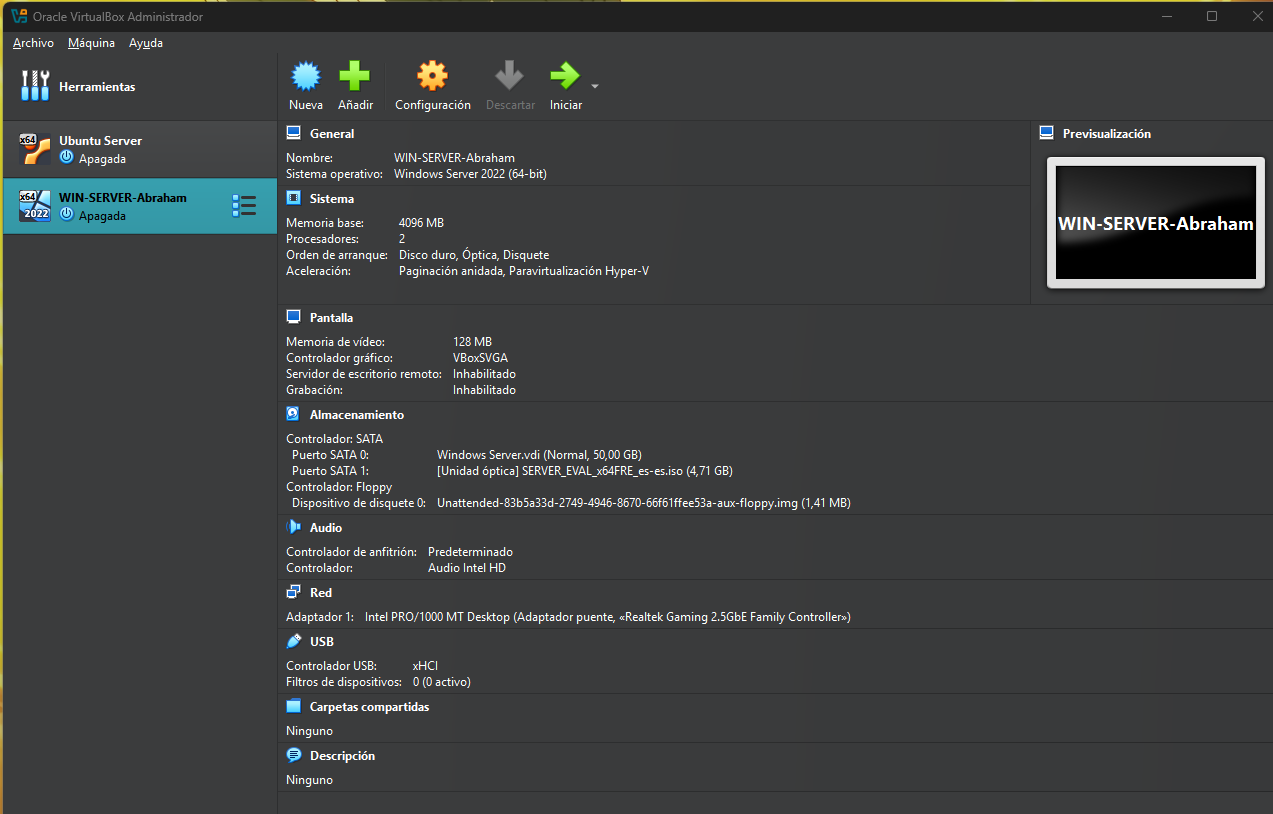 Oracle VirtualBox Administrador
Archivo Máquina Ayuda
Herramientas
Nueva Añadir Configuración Descartar Iniciar
x64
Ubuntu Server
Apagada
x64
2022
WIN-SERVER-Abraham
Apagada
General
Nombre: WIN-SERVER-Abraham
Sistema operativo: Windows Server 2022 (64-bit)
Sistema
Memoria base: 4096 MB
Procesadores: 2
Orden de arranque: Disco duro, Óptica, Disquete
Aceleración: Paginación anidada, Paravirtualización Hyper-V
Previsualización
WIN-SERVER-Abraham
Pantalla
Memoria de vídeo: 128 MB
Controlador gráfico: VBoxSVGA
Servidor de escritorio remoto: Inhabilitado
Grabación: Inhabilitado
Almacenamiento
Controlador: SATA
Puerto SATA 0: Windows Server.vdi (Normal, 50,00 GB)
Puerto SATA 1: [Unidad óptica] SERVER_EVAL_x64FRE_es-es.iso (4,71 GB)
Controlador: Floppy
Dispositivo de disquete 0: Unattended-83b5a33d-2749-4946-8670-66f61ffee53a-aux-floppy.img (1,41 MB)
Audio
Controlador de anfitrión: Predeterminado
Controlador: Audio Intel HD
Red
Adaptador 1: Intel PRO/1000 MT Desktop (Adaptador puente, «Realtek Gaming 2.5GbE Family Controller»)
USB
Controlador USB: xHCI
Filtros de dispositivos: 0 (0 activo)
Carpetas compartidas
Ninguno
Descripción
Ninguno